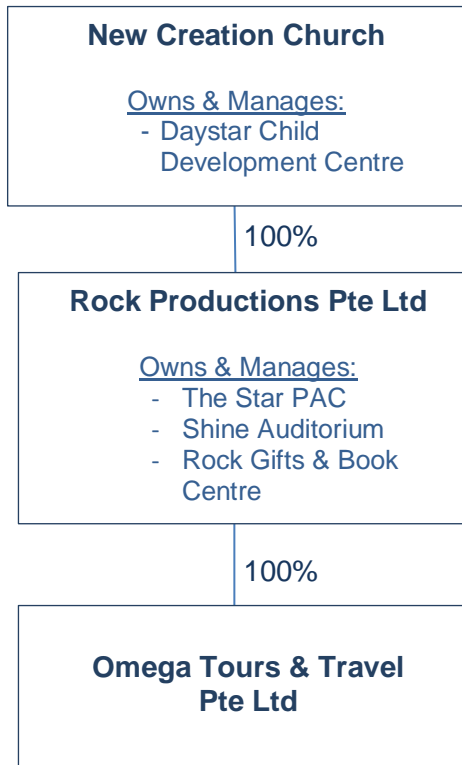 New Creation Church
Owns & Manages:
- Daystar Child
Development Centre
100%
Rock Productions Pte Ltd
Owns & Manages:
- The Star PAC
- Shine Auditorium
- Rock Gifts & Book
Centre
100%
Omega Tours & Travel
Pte Ltd